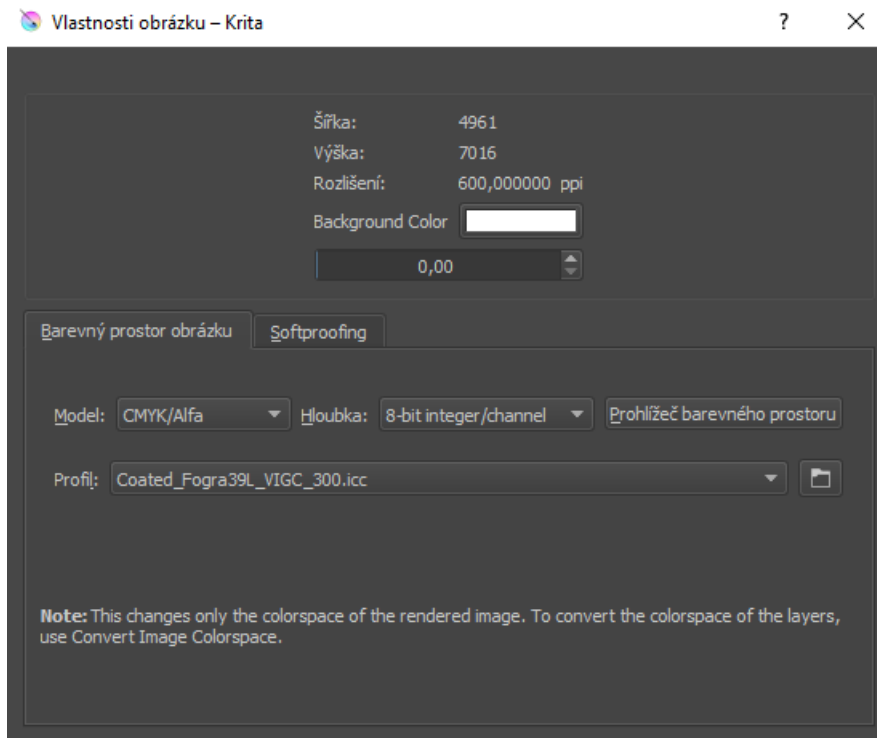 Vlastnosti obrázku – Krita ? ✕
Šířka: 4961
Výška: 7016
Rozlišení: 600,000000 ppi
Background Color
0,00
Barevný prostor obrázku Softproofing
Model: CMYK/Alfa Hloubka: 8-bit integer/channel Prohlížeč barevného prostoru
Profil: Coated_Fogra39L_VIGC_300.icc
Note: This changes only the colorspace of the rendered image. To convert the colorspace of the layers,
use Convert Image Colorspace.